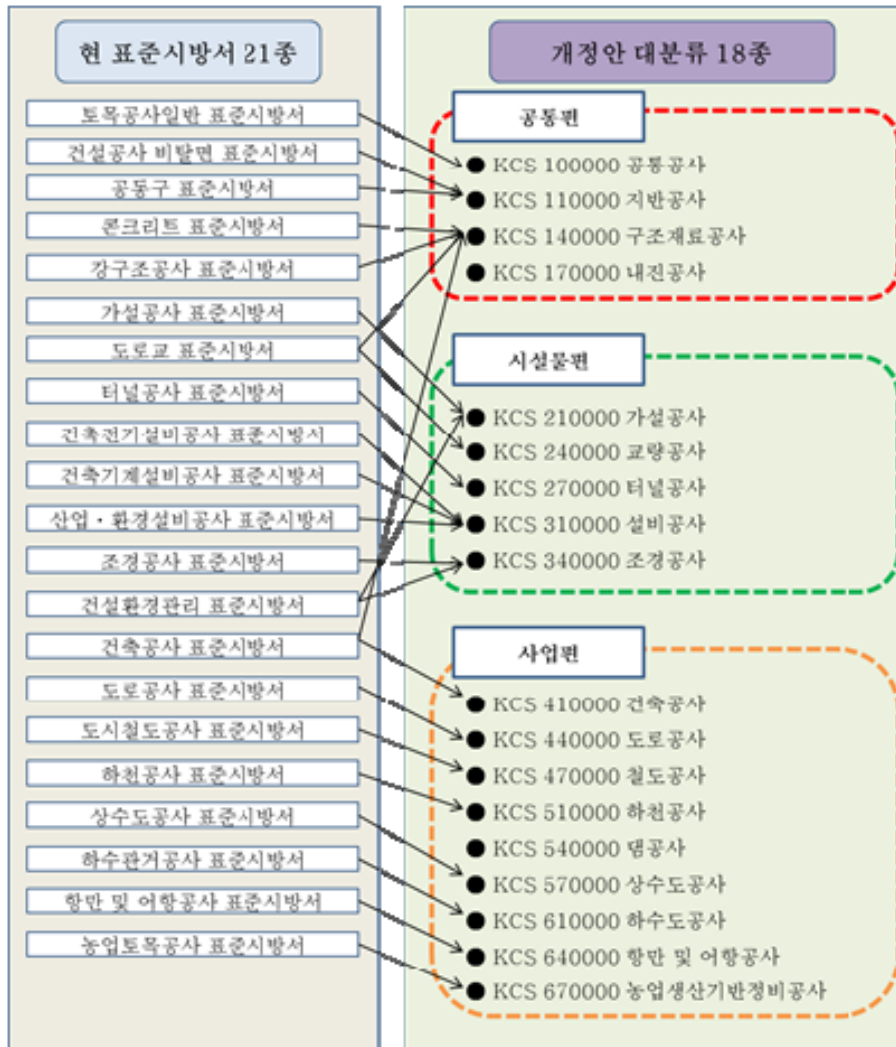 현 표준시방서 21종
토목공사일반 표준시방서
건설공사 비탈면 표준시방서
공동구 표준시방서
콘크리트 표준시방서
강구조공사 표준시방서
가설공사 표준시방서
도로교 표준시방서
터널공사 표준시방서
건축전기설비공사 표준시방서
건축기계설비공사 표준시방서
산업·환경설비공사 표준시방서
조경공사 표준시방서
건설환경관리 표준시방서
건축공사 표준시방서
도로공사 표준시방서
도시철도공사 표준시방서
하천공사 표준시방서
상수도공사 표준시방서
하수관거공사 표준시방서
항만 및 어항공사 표준시방서
농업토목공사 표준시방서
개정안 대분류 18종
공통편
● KCS 100000 공통공사
● KCS 110000 지반공사
● KCS 140000 구조재료공사
● KCS 170000 내진공사
시설물편
● KCS 210000 가설공사
● KCS 240000 교량공사
● KCS 270000 터널공사
● KCS 310000 설비공사
● KCS 340000 조경공사
사업편
● KCS 410000 건축공사
● KCS 440000 도로공사
● KCS 470000 철도공사
● KCS 510000 하천공사
● KCS 540000 댐공사
● KCS 570000 상수도공사
● KCS 610000 하수도공사
● KCS 640000 항만 및 어항공사
● KCS 670000 농업생산기반정비공사